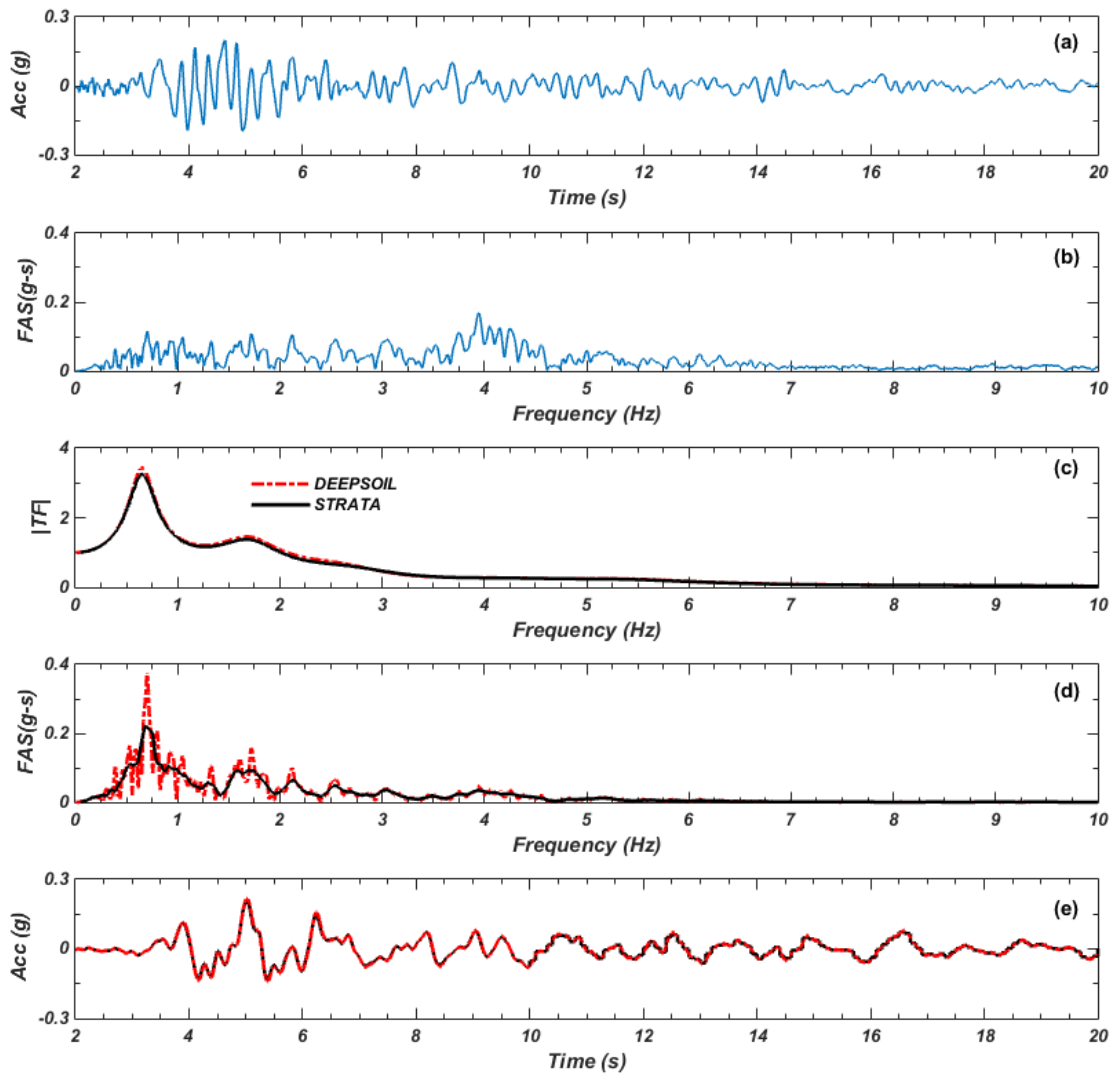 0.3
(a)
Acc (g)
0
-0.3
2 4 6 8 10 12 14 16 18 20
Time (s)
0.4
(b)
FAS(g-s)
0.2
0
0 1 2 3 4 5 6 7 8 9 10
Frequency (Hz)
4
(c)
DEEPSOIL
|TF|
2
STRATA
0
0 1 2 3 4 5 6 7 8 9 10
Frequency (Hz)
0.4
(d)
FAS(g-s)
0.2
0
0 1 2 3 4 5 6 7 8 9 10
Frequency (Hz)
0.3
(e)
Acc (g)
0
-0.3
2 4 6 8 10 12 14 16 18 20
Time (s)